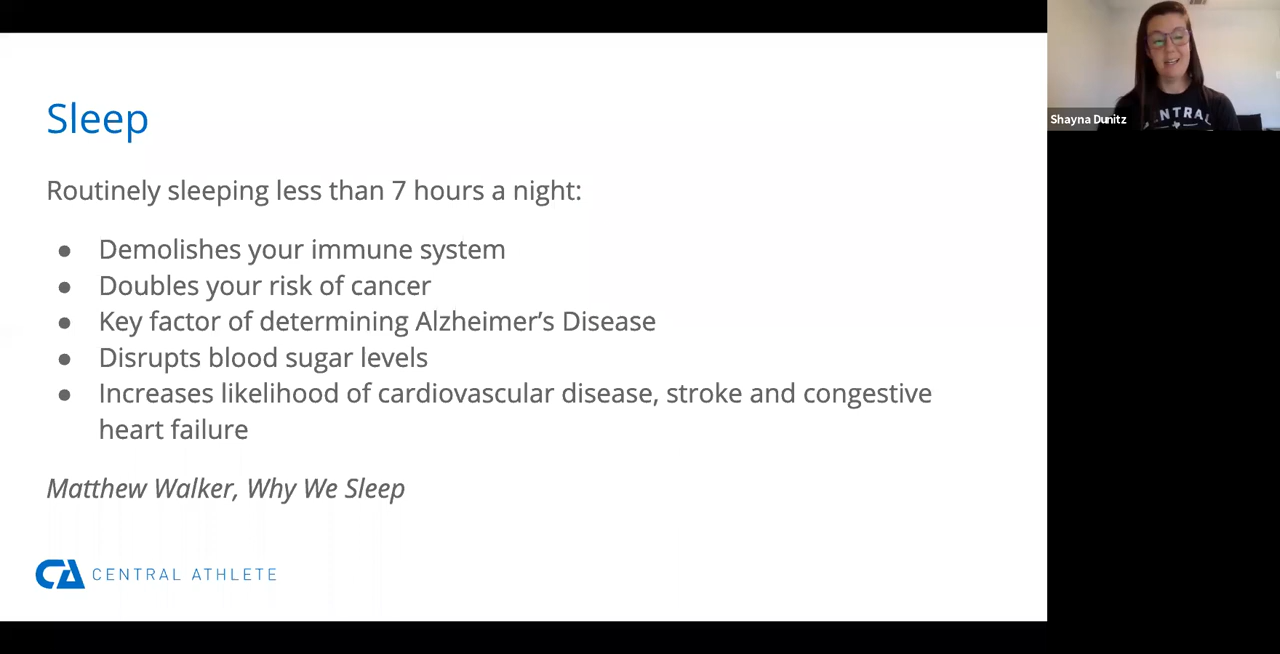 Sleep
Routinely sleeping less than 7 hours a night:
● Demolishes your immune system
● Doubles your risk of cancer
● Key factor of determining Alzheimer’s Disease
● Disrupts blood sugar levels
● Increases likelihood of cardiovascular disease, stroke and congestive
heart failure
Matthew Walker, Why We Sleep
CA CENTRAL ATHLETE
Shayna Dunitz